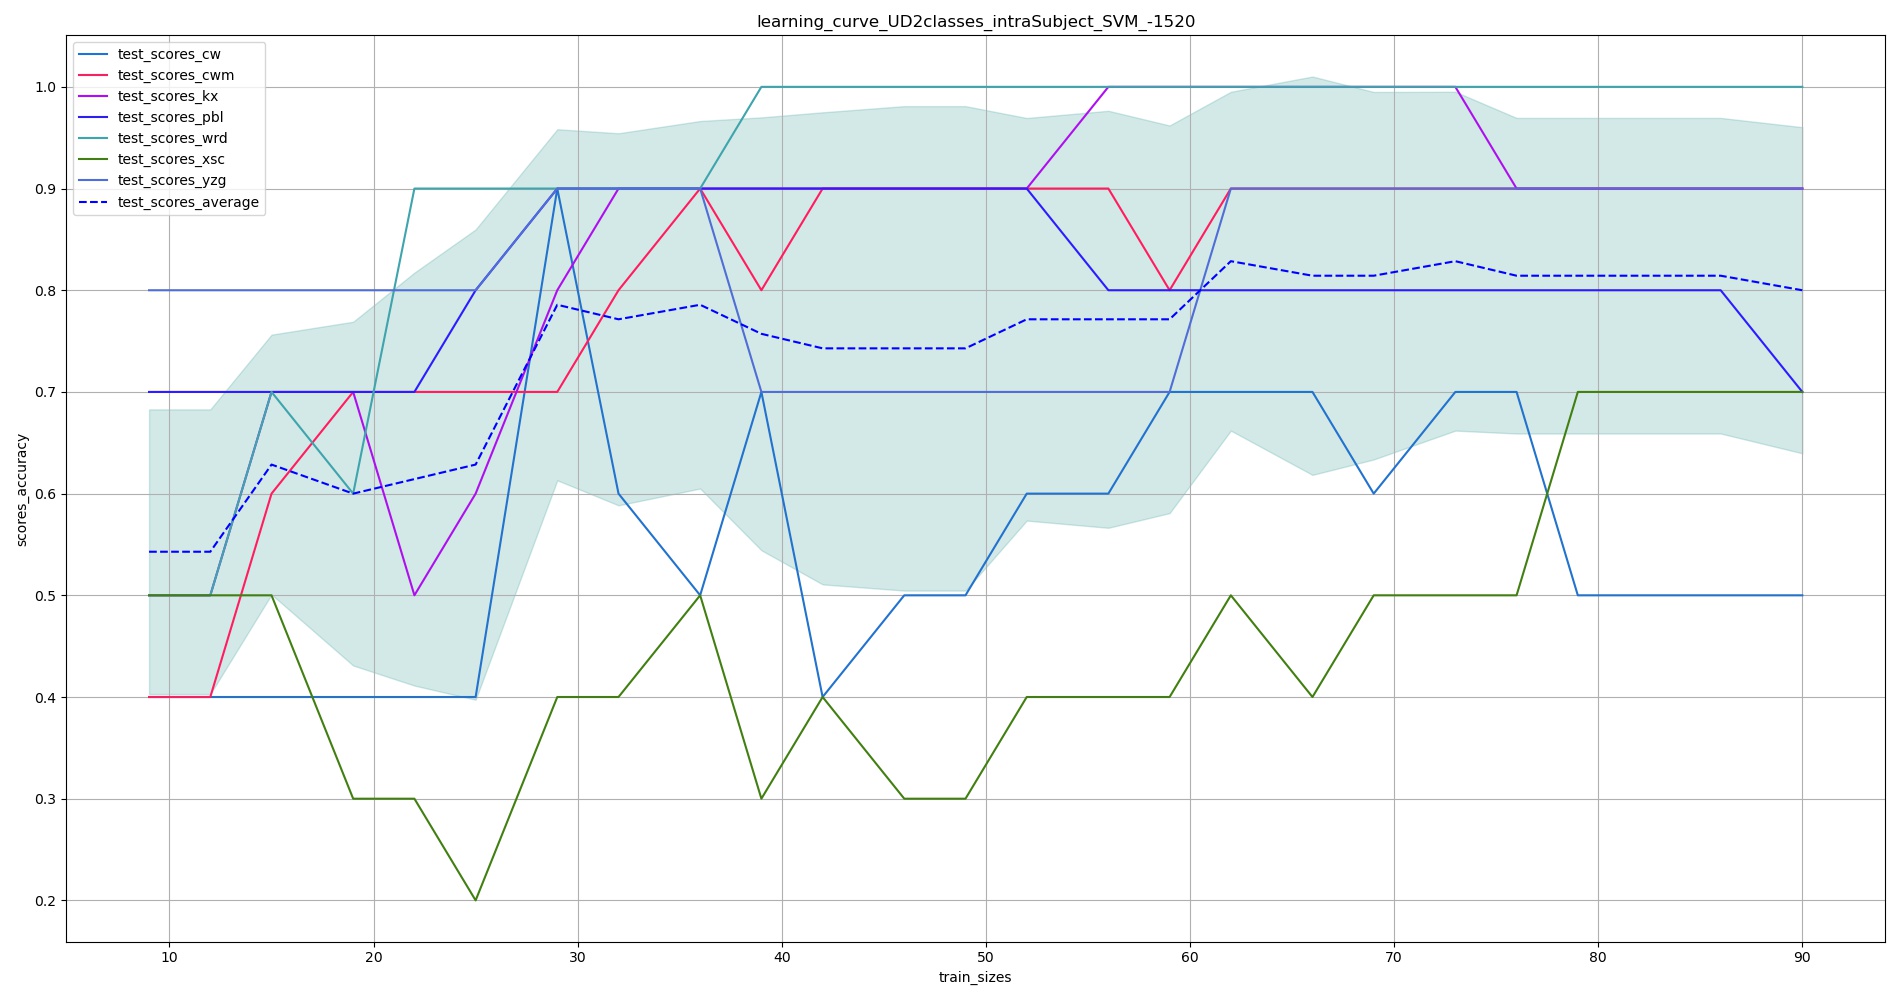 learning_curve_UD2classes_intraSubject_SVM_-1520
test_scores_cw
test_scores_cwm
test_scores_kx
test_scores_pbl
test_scores_wrd
test_scores_xsc
test_scores_yzg
test_scores_average
scores_accuracy
1.0
0.9
0.8
0.7
0.6
0.5
0.4
0.3
0.2
10 20 30 40 50 60 70 80 90
train_sizes